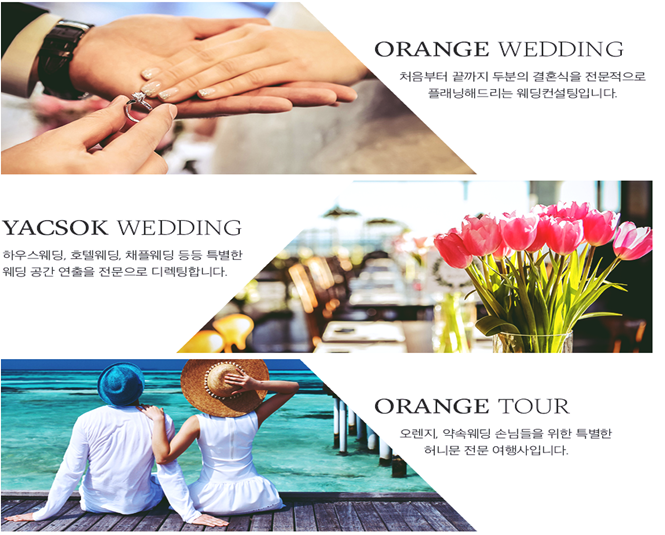 ORANGE WEDDING
처음부터 끝까지 두분의 결혼식을 전문적으로
플래닝해드리는 웨딩컨설팅입니다.
YACSOK WEDDING
하우스웨딩, 호텔웨딩, 채플웨딩 등등 특별한
웨딩 공간 연출을 전문으로 디렉팅합니다.
ORANGE TOUR
오렌지, 약속웨딩 손님들을 위한 특별한
허니문 전문 여행사입니다.